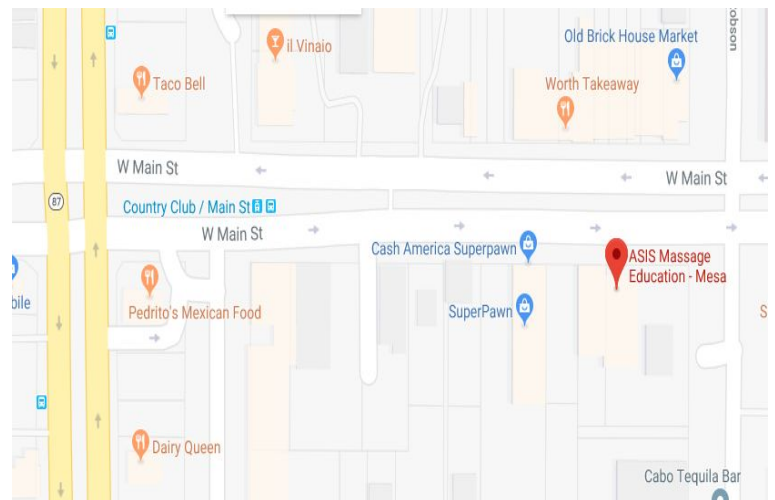 obson
Old Brick House Market
il Vinaio
Taco Bell
Worth Takeaway
W Main St
W Main St
87
Country Club / Main St
W Main St
Cash America Superpawn
ASIS Massage
Education - Mesa
bile
Pedrito's Mexican Food
SuperPawn
S
Dairy Queen
Cabo Tequila Bar